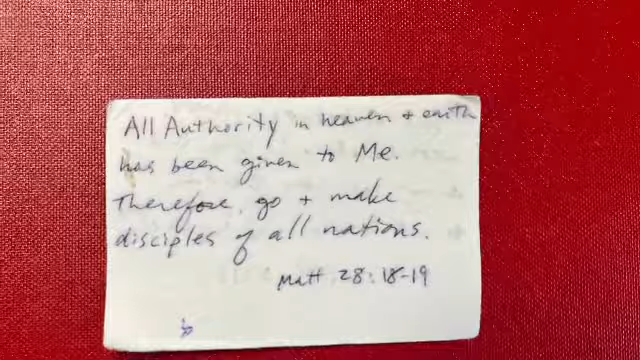 All Authority in heaven + earth
has been given to Me.
Therefore, go + make
disciples of all nations.
Matt 28:18-19